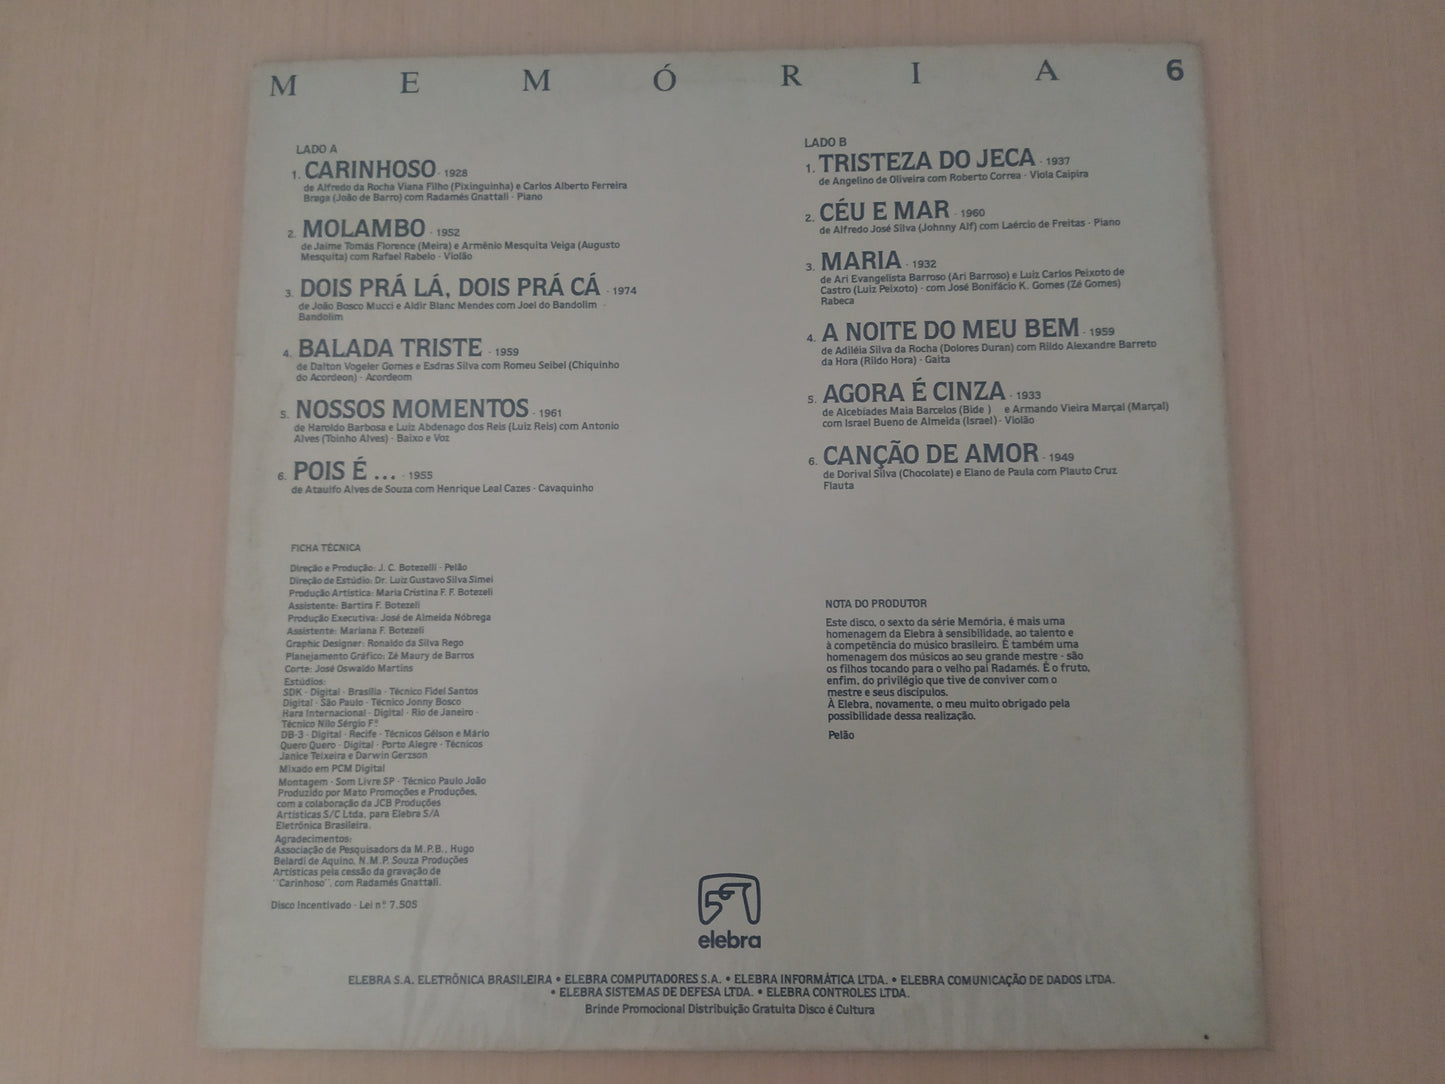 MEMÓRIA 6
LADO A
1. CARINHOSO · 1928
de Alfredo da Rocha Viana Filho (Pixinguinha) e Carlos Alberto Ferreira
Braga (João de Barro) com Radamés Gnattali · Piano
2. MOLAMBO · 1952
de Jaime Tomás Florence (Meira) e Armênio Mesquita Veiga (Augusto
Mesquita) com Rafael Rabelo · Violão
3. DOIS PRÁ LÁ, DOIS PRÁ CÁ · 1974
de João Bosco Mucci e Aldir Blanc Mendes com Joel do Bandolim ·
Bandolim
4. BALADA TRISTE · 1959
de Dalton Vogeler Gomes e Esdras Silva com Romeu Seibel (Chiquinho
do Acordeon) · Acordeom
5. NOSSOS MOMENTOS · 1961
de Haroldo Barbosa e Luiz Abdenago dos Reis (Luiz Reis) com Antonio
Alves (Toinho Alves) · Baixo e Voz
6. POIS É ... · 1955
de Ataulfo Alves de Souza com Henrique Leal Cazes · Cavaquinho
LADO B
1. TRISTEZA DO JECA · 1937
de Angelino de Oliveira com Roberto Correa · Viola Caipira
2. CÉU E MAR · 1960
de Alfredo José Silva (Johnny Alf) com Laércio de Freitas · Piano
3. MARIA · 1932
de Ari Evangelista Barroso (Ari Barroso) e Luiz Carlos Peixoto de
Castro (Luiz Peixoto) · com José Bonifácio K. Gomes (Zé Gomes)
Rabeca
4. A NOITE DO MEU BEM · 1959
de Adiléia Silva da Rocha (Dolores Duran) com Rildo Alexandre Barreto
da Hora (Rildo Hora) · Gaita
5. AGORA É CINZA · 1933
de Alcebíades Maia Barcelos (Bide ) e Armando Vieira Marçal (Marçal)
com Israel Bueno de Almeida (Israel) · Violão
6. CANÇÃO DE AMOR · 1949
de Dorival Silva (Chocolate) e Elano de Paula com Plauto Cruz
Flauta
FICHA TÉCNICA
Direção e Produção: J. C. Botezelli · Pelão
Direção de Estúdio: Dr. Luiz Gustavo Silva Simei
Produção Artística: Maria Cristina F. F. Botezeli
Assistente: Bartira F. Botezeli
Produção Executiva: José de Almeida Nóbrega
Assistente: Mariana F. Botezeli
Graphic Designer: Ronaldo da Silva Rego
Planejamento Gráfico: Zé Maury de Barros
Corte: José Oswaldo Martins
Estúdios:
SDK · Digital · Brasília · Técnico Fidel Santos
Digital · São Paulo · Técnico Jonny Bosco
Hara Internacional · Digital · Rio de Janeiro ·
Técnico Nilo Sérgio Fº
DB-3 · Digital · Recife · Técnicos Gélson e Mário
Quero Quero · Digital · Porto Alegre · Técnicos
Janice Teixeira e Darwin Gerzson
Mixado em PCM Digital
Montagem · Som Livre SP · Técnico Paulo João
Produzido por Mato Promoções e Produções,
com a colaboração da JCB Produções
Artísticas S/C Ltda, para Elebra S/A
Eletrônica Brasileira.
Agradecimentos:
Associação de Pesquisadores da M.P.B., Hugo
Belardi de Aquino, N.M.P. Souza Produções
Artísticas pela cessão da gravação de
"Carinhoso", com Radamés Gnattali.
Disco Incentivado · Lei nº 7.505
NOTA DO PRODUTOR
Este disco, o sexto da série Memória, é mais uma
homenagem da Elebra à sensibilidade, ao talento e
à competência do músico brasileiro. É também uma
homenagem dos músicos ao seu grande mestre · são
os filhos tocando para o velho pai Radamés. É o fruto,
enfim, do privilégio que tive de conviver com o
mestre e seus discípulos.
À Elebra, novamente, o meu muito obrigado pela
possibilidade dessa realização.
Pelão
elebra
ELEBRA S.A. ELETRÔNICA BRASILEIRA • ELEBRA COMPUTADORES S.A. • ELEBRA INFORMÁTICA LTDA. • ELEBRA COMUNICAÇÃO DE DADOS LTDA.
• ELEBRA SISTEMAS DE DEFESA LTDA. • ELEBRA CONTROLES LTDA.
Brinde Promocional Distribuição Gratuita Disco é Cultura